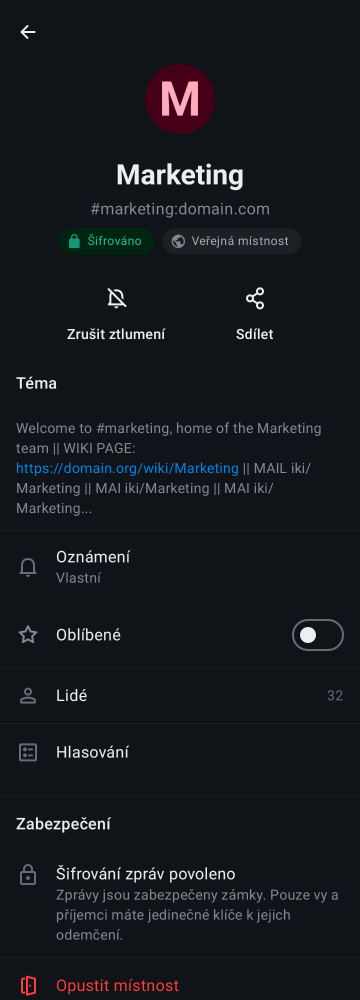 M
Marketing
#marketing:domain.com
Šifrováno
Veřejná místnost
Zrušit ztlumení
Sdílet
Téma
Welcome to #marketing, home of the Marketing
team || WIKI PAGE:
https://domain.org/wiki/Marketing || MAIL iki/
Marketing || MAI iki/Marketing || MAI iki/
Marketing...
Oznámení
Vlastní
Oblíbené
Lidé
32
Hlasování
Zabezpečení
Šifrování zpráv povoleno
Zprávy jsou zabezpečeny zámky. Pouze vy a
příjemci máte jedinečné klíče k jejich
odemčení.
Opustit místnost